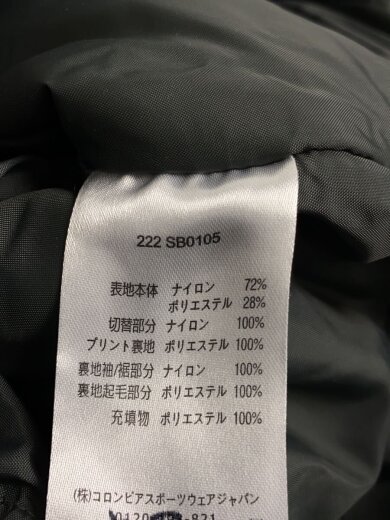 222 SB0105
表地本体 ナイロン 72%
ポリエステル 28%
切替部分 ナイロン 100%
プリント裏地 ポリエステル 100%
裏地袖/裾部分 ナイロン 100%
裏地起毛部分 ポリエステル 100%
充填物 ポリエステル 100%
(株)コロンビアスポーツウェアジャパン